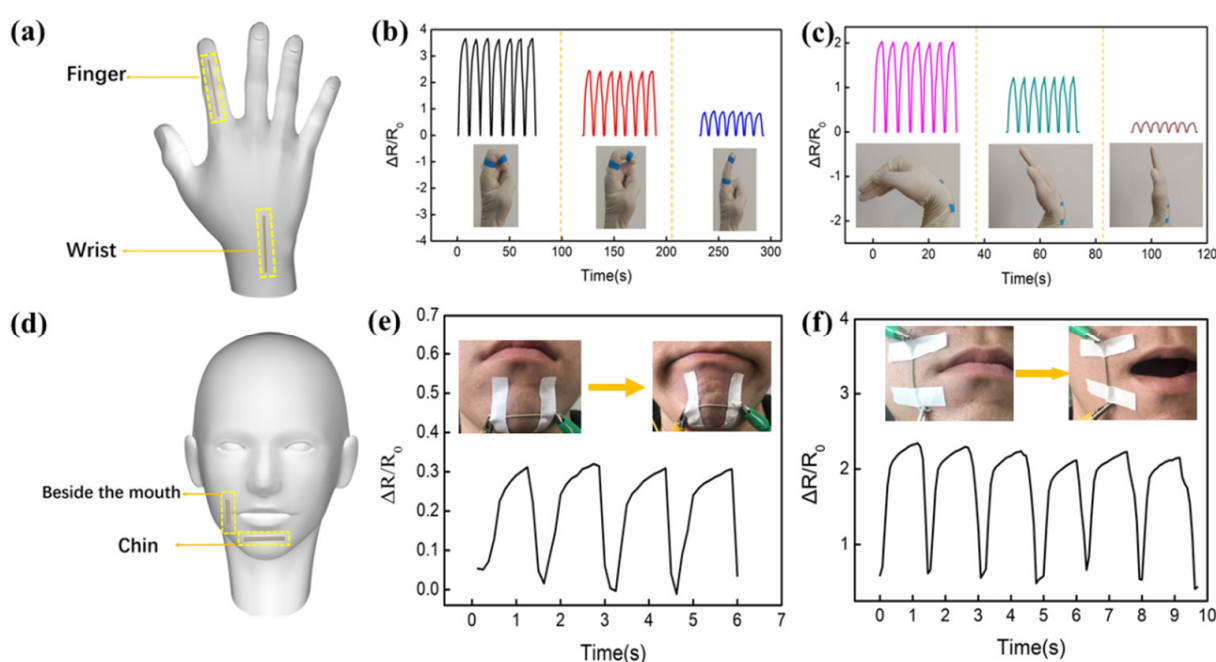 (a)
Finger
Wrist
(b)
ΔR/R0
4
3
2
1
0
-1
-2
-3
-4
0 50 100 150 200 250 300
Time(s)
(c)
ΔR/R0
2
1
0
-1
-2
0 20 40 60 80 100 120
Time(s)
(d)
Beside the mouth
Chin
(e)
ΔR/R0
0.7
0.6
0.5
0.4
0.3
0.2
0.1
0.0
0 1 2 3 4 5 6 7
Time(s)
(f)
ΔR/R0
4
3
2
1
0 1 2 3 4 5 6 7 8 9 10
Time(s)